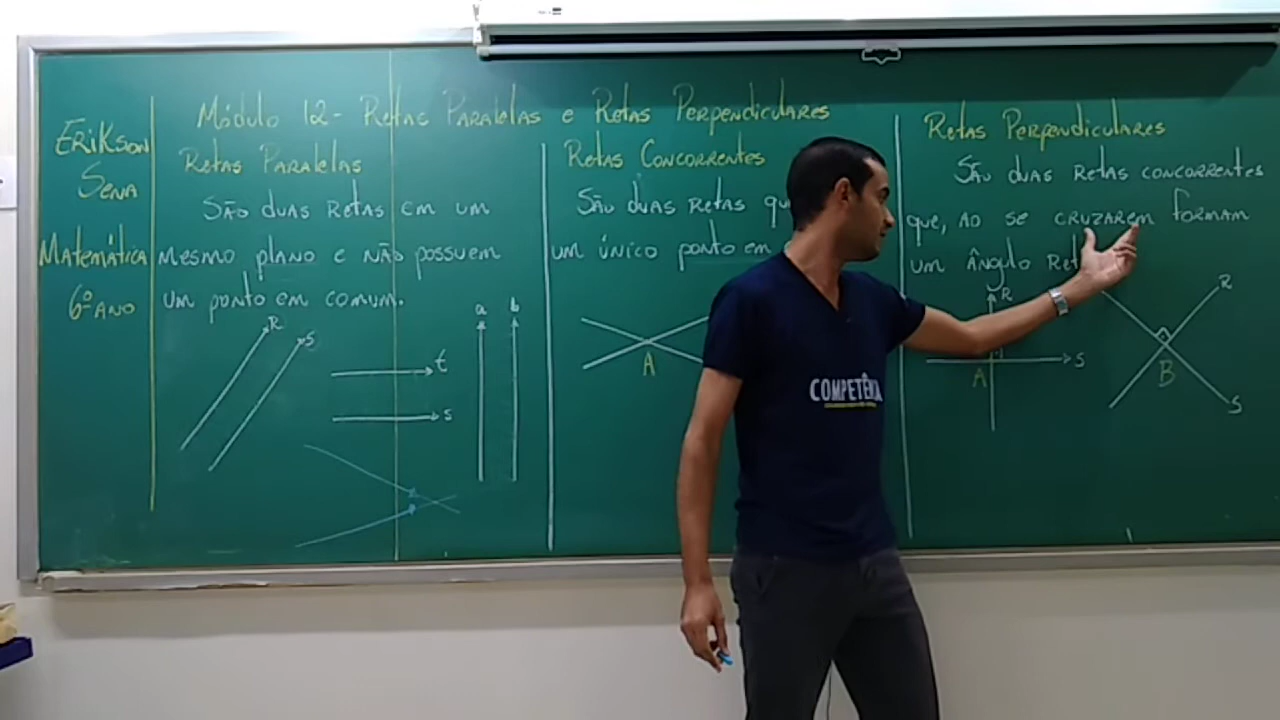 Erikson
Sena
Matemática
6º ano
Módulo 12 - Retas Paralelas e Retas Perpendiculares
Retas Paralelas
São duas retas em um
mesmo plano e não possuem
um ponto em comum.
R
S
t
s
a
b
Retas Concorrentes
São duas retas
um único ponto em
A
Retas Perpendiculares
São duas retas concorrentes
que, ao se cruzarem formam
um ângulo
R
S
A
R
B
S
COMPETÊNCIA